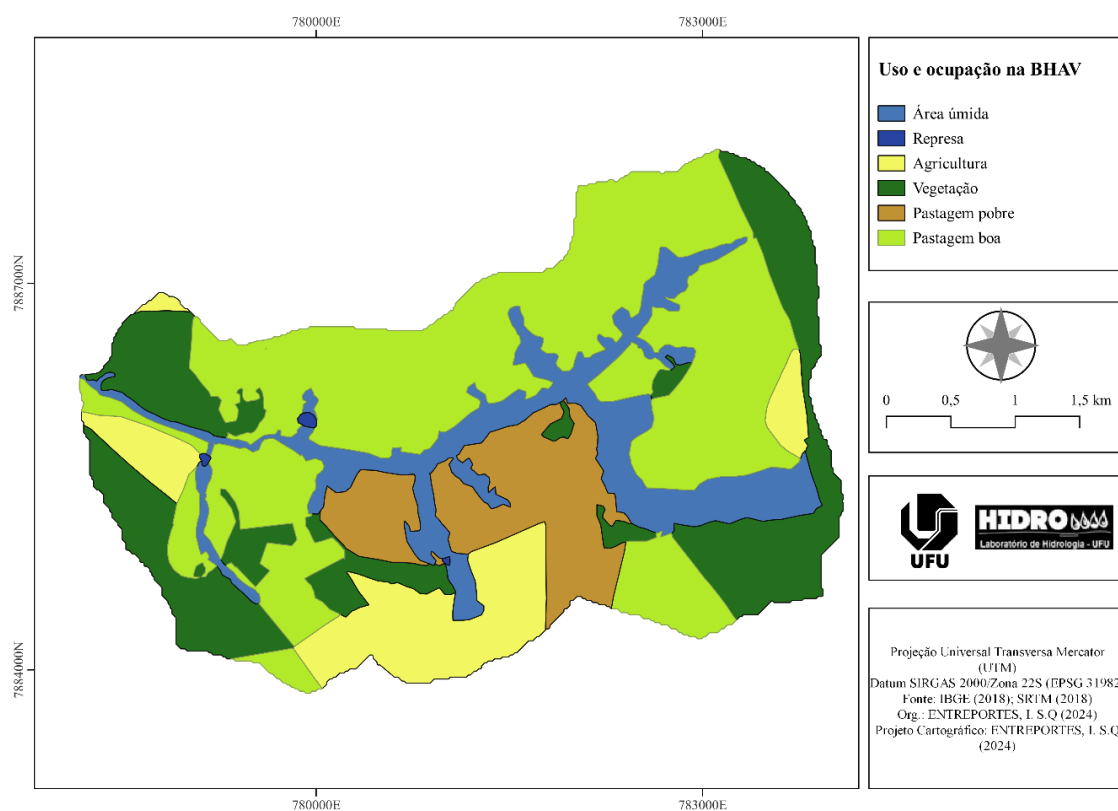 780000E
783000E
7887000N
7884000N
780000E
783000E
Uso e ocupação na BHAV
Área úmida
Represa
Agricultura
Vegetação
Pastagem pobre
Pastagem boa
0 0,5 1 1,5 km
UFU
HIDRO
Laboratório de Hidrologia - UFU
Projeção Universal Transversa Mercator
(UTM)
Datum SIRGAS 2000/Zona 22S (EPSG 31982
Fonte: IBGE (2018); SRTM (2018)
Org.: ENTREPORTES, I. S.Q (2024)
Projeto Cartográfico: ENTREPORTES, I. S.Q
(2024)